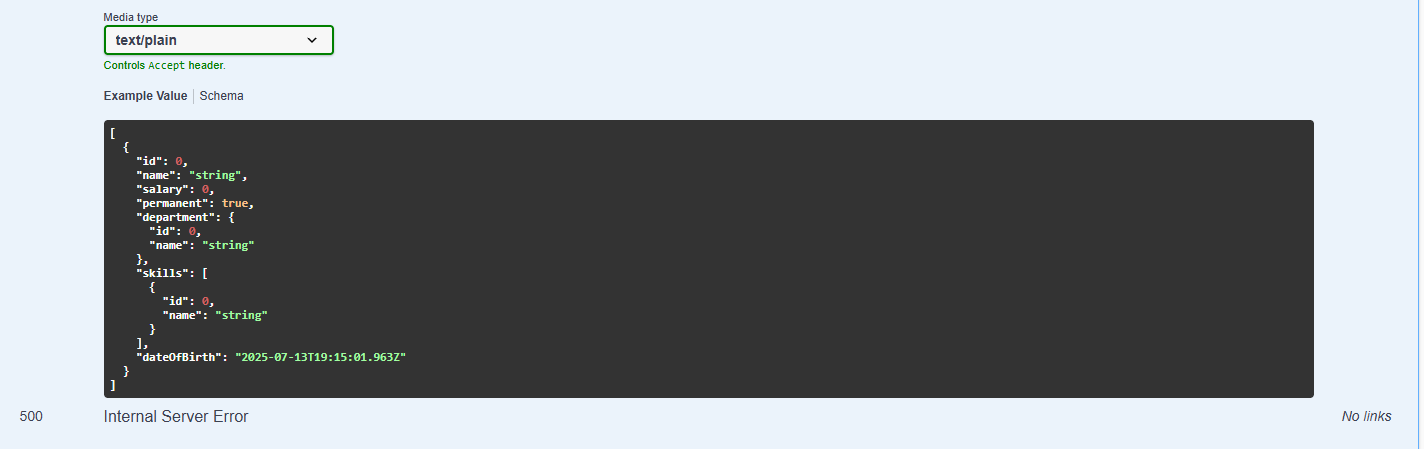 Media type
text/plain
Controls Accept header.
Example Value Schema
[
  {
    "id": 0,
    "name": "string",
    "salary": 0,
    "permanent": true,
    "department": {
      "id": 0,
      "name": "string"
    },
    "skills": [
      {
        "id": 0,
        "name": "string"
      }
    ],
    "dateOfBirth": "2025-07-13T19:15:01.963Z"
  }
]
500 Internal Server Error No links